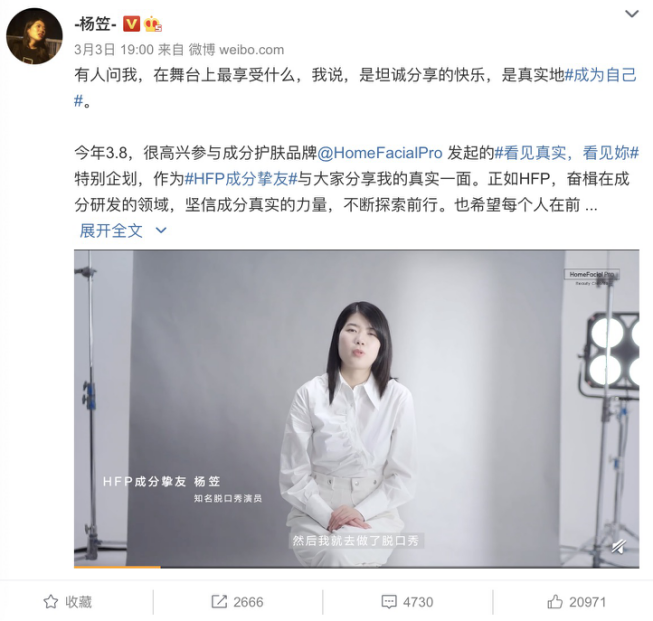 -杨笠-
3月3日 19:00 来自 微博 weibo.com
有人问我，在舞台上最享受什么，我说，是坦诚分享的快乐，是真实地#成为自己
#。
今年3.8，很高兴参与成分护肤品牌@HomeFacialPro 发起的#看见真实，看见妳#
特别企划，作为#HFP成分挚友#与大家分享我的真实一面。正如HFP，奋楫在成
分研发的领域，坚信成分真实的力量，不断探索前行。也希望每个人在前 ...
展开全文
HomeFacial Pro
HFP成分挚友 杨笠
知名脱口秀演员
然后我就去做了脱口秀
收藏
2666
4730
20971